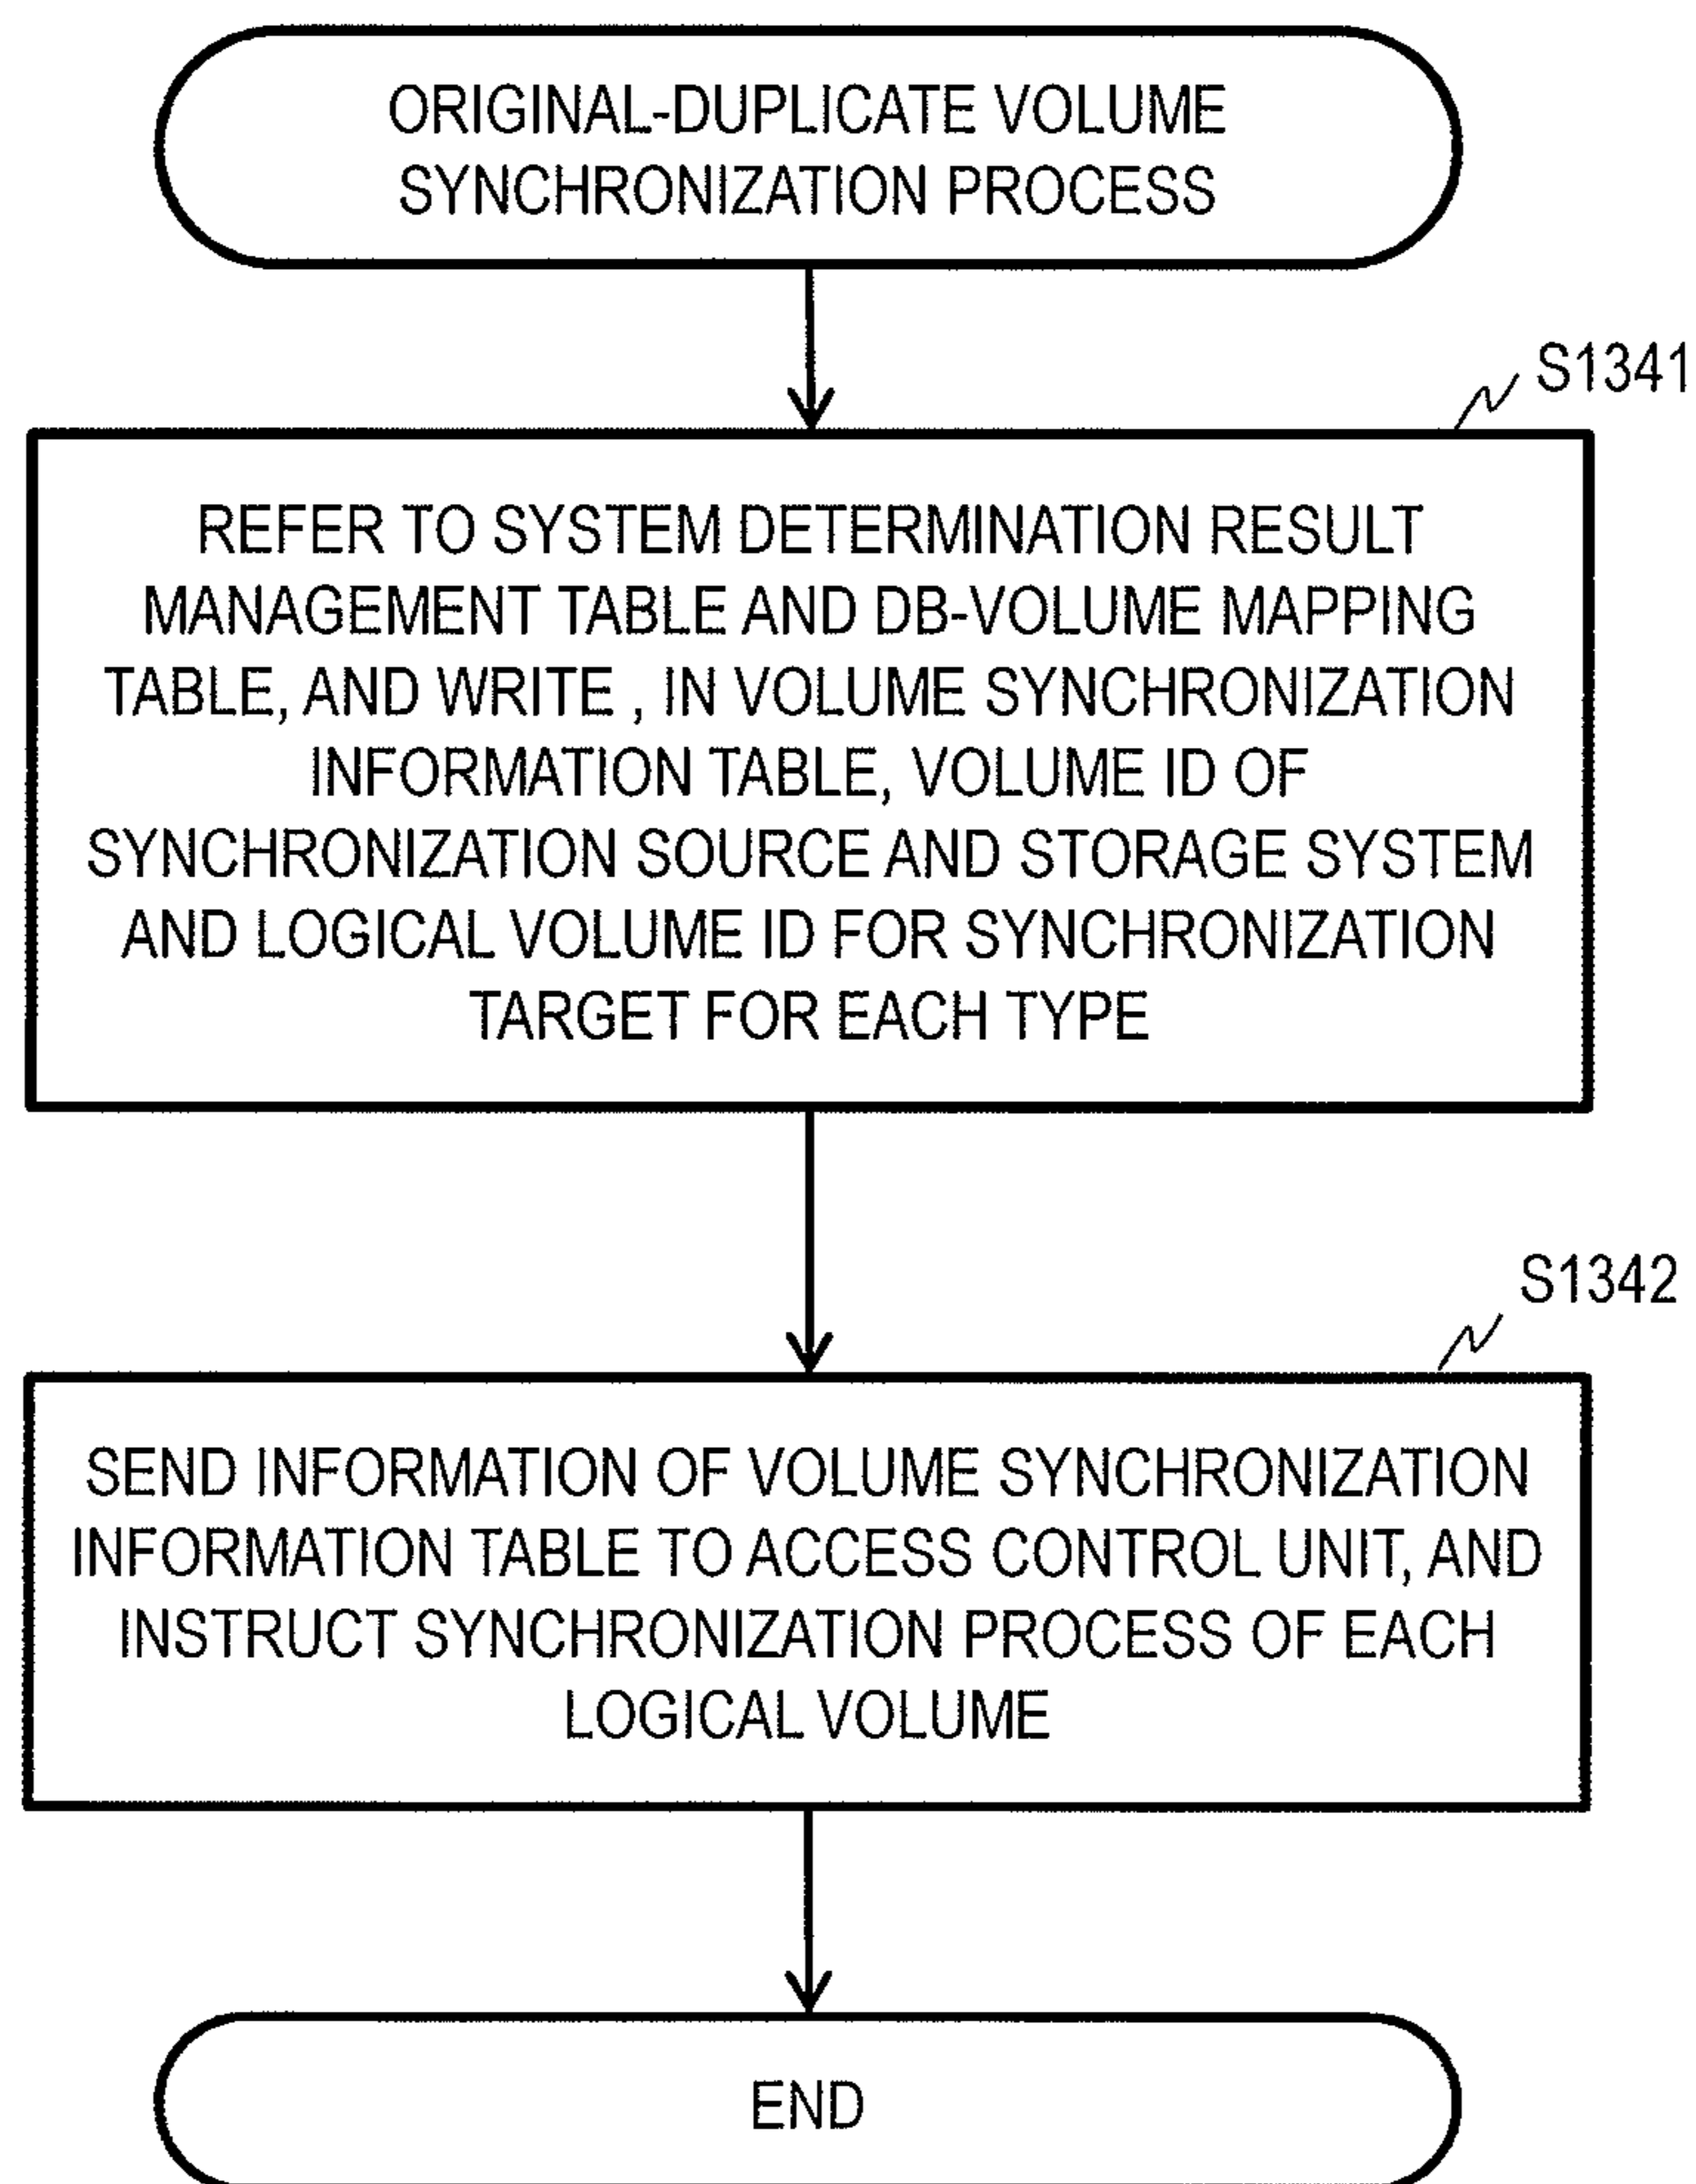 ORIGINAL-DUPLICATE VOLUME
SYNCHRONIZATION PROCESS
S1341
REFER TO SYSTEM DETERMINATION RESULT
MANAGEMENT TABLE AND DB-VOLUME MAPPING
TABLE, AND WRITE , IN VOLUME SYNCHRONIZATION
INFORMATION TABLE, VOLUME ID OF
SYNCHRONIZATION SOURCE AND STORAGE SYSTEM
AND LOGICAL VOLUME ID FOR SYNCHRONIZATION
TARGET FOR EACH TYPE
S1342
SEND INFORMATION OF VOLUME SYNCHRONIZATION
INFORMATION TABLE TO ACCESS CONTROL UNIT, AND
INSTRUCT SYNCHRONIZATION PROCESS OF EACH
LOGICAL VOLUME
END